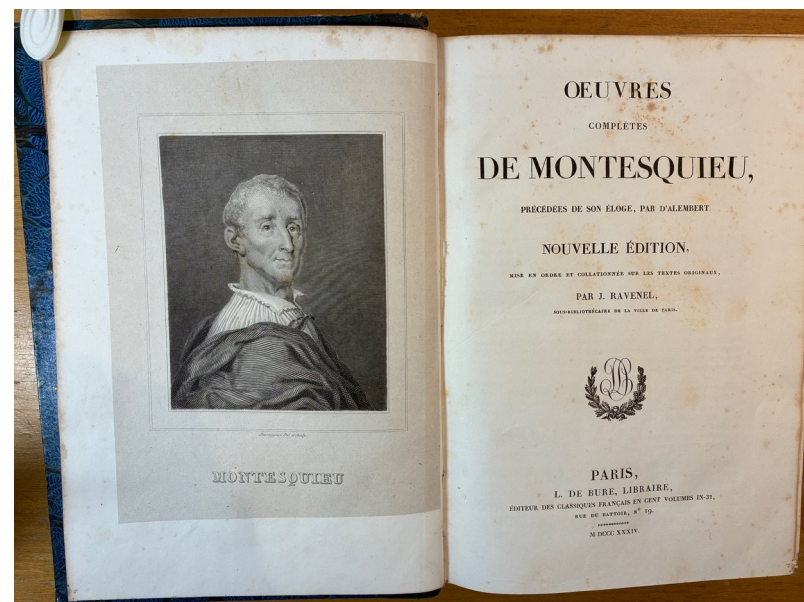 MONTESQUIEU
OEUVRES
COMPLÈTES
DE MONTESQUIEU,
PRÉCÉDÉES DE SON ÉLOGE, PAR D'ALEMBERT
NOUVELLE ÉDITION,
MISE EN ORDRE ET COLLATIONNÉE SUR LES TEXTES ORIGINAUX,
PAR J. RAVENEL,
SOUS-BIBLIOTHÉCAIRE DE LA VILLE DE PARIS.
PARIS,
L. DE BURE, LIBRAIRE,
ÉDITEUR DES CLASSIQUES FRANÇAIS EN CENT VOLUMES IN-32,
RUE DU BATTOIR, N° 19.
M DCCC XXXIV.